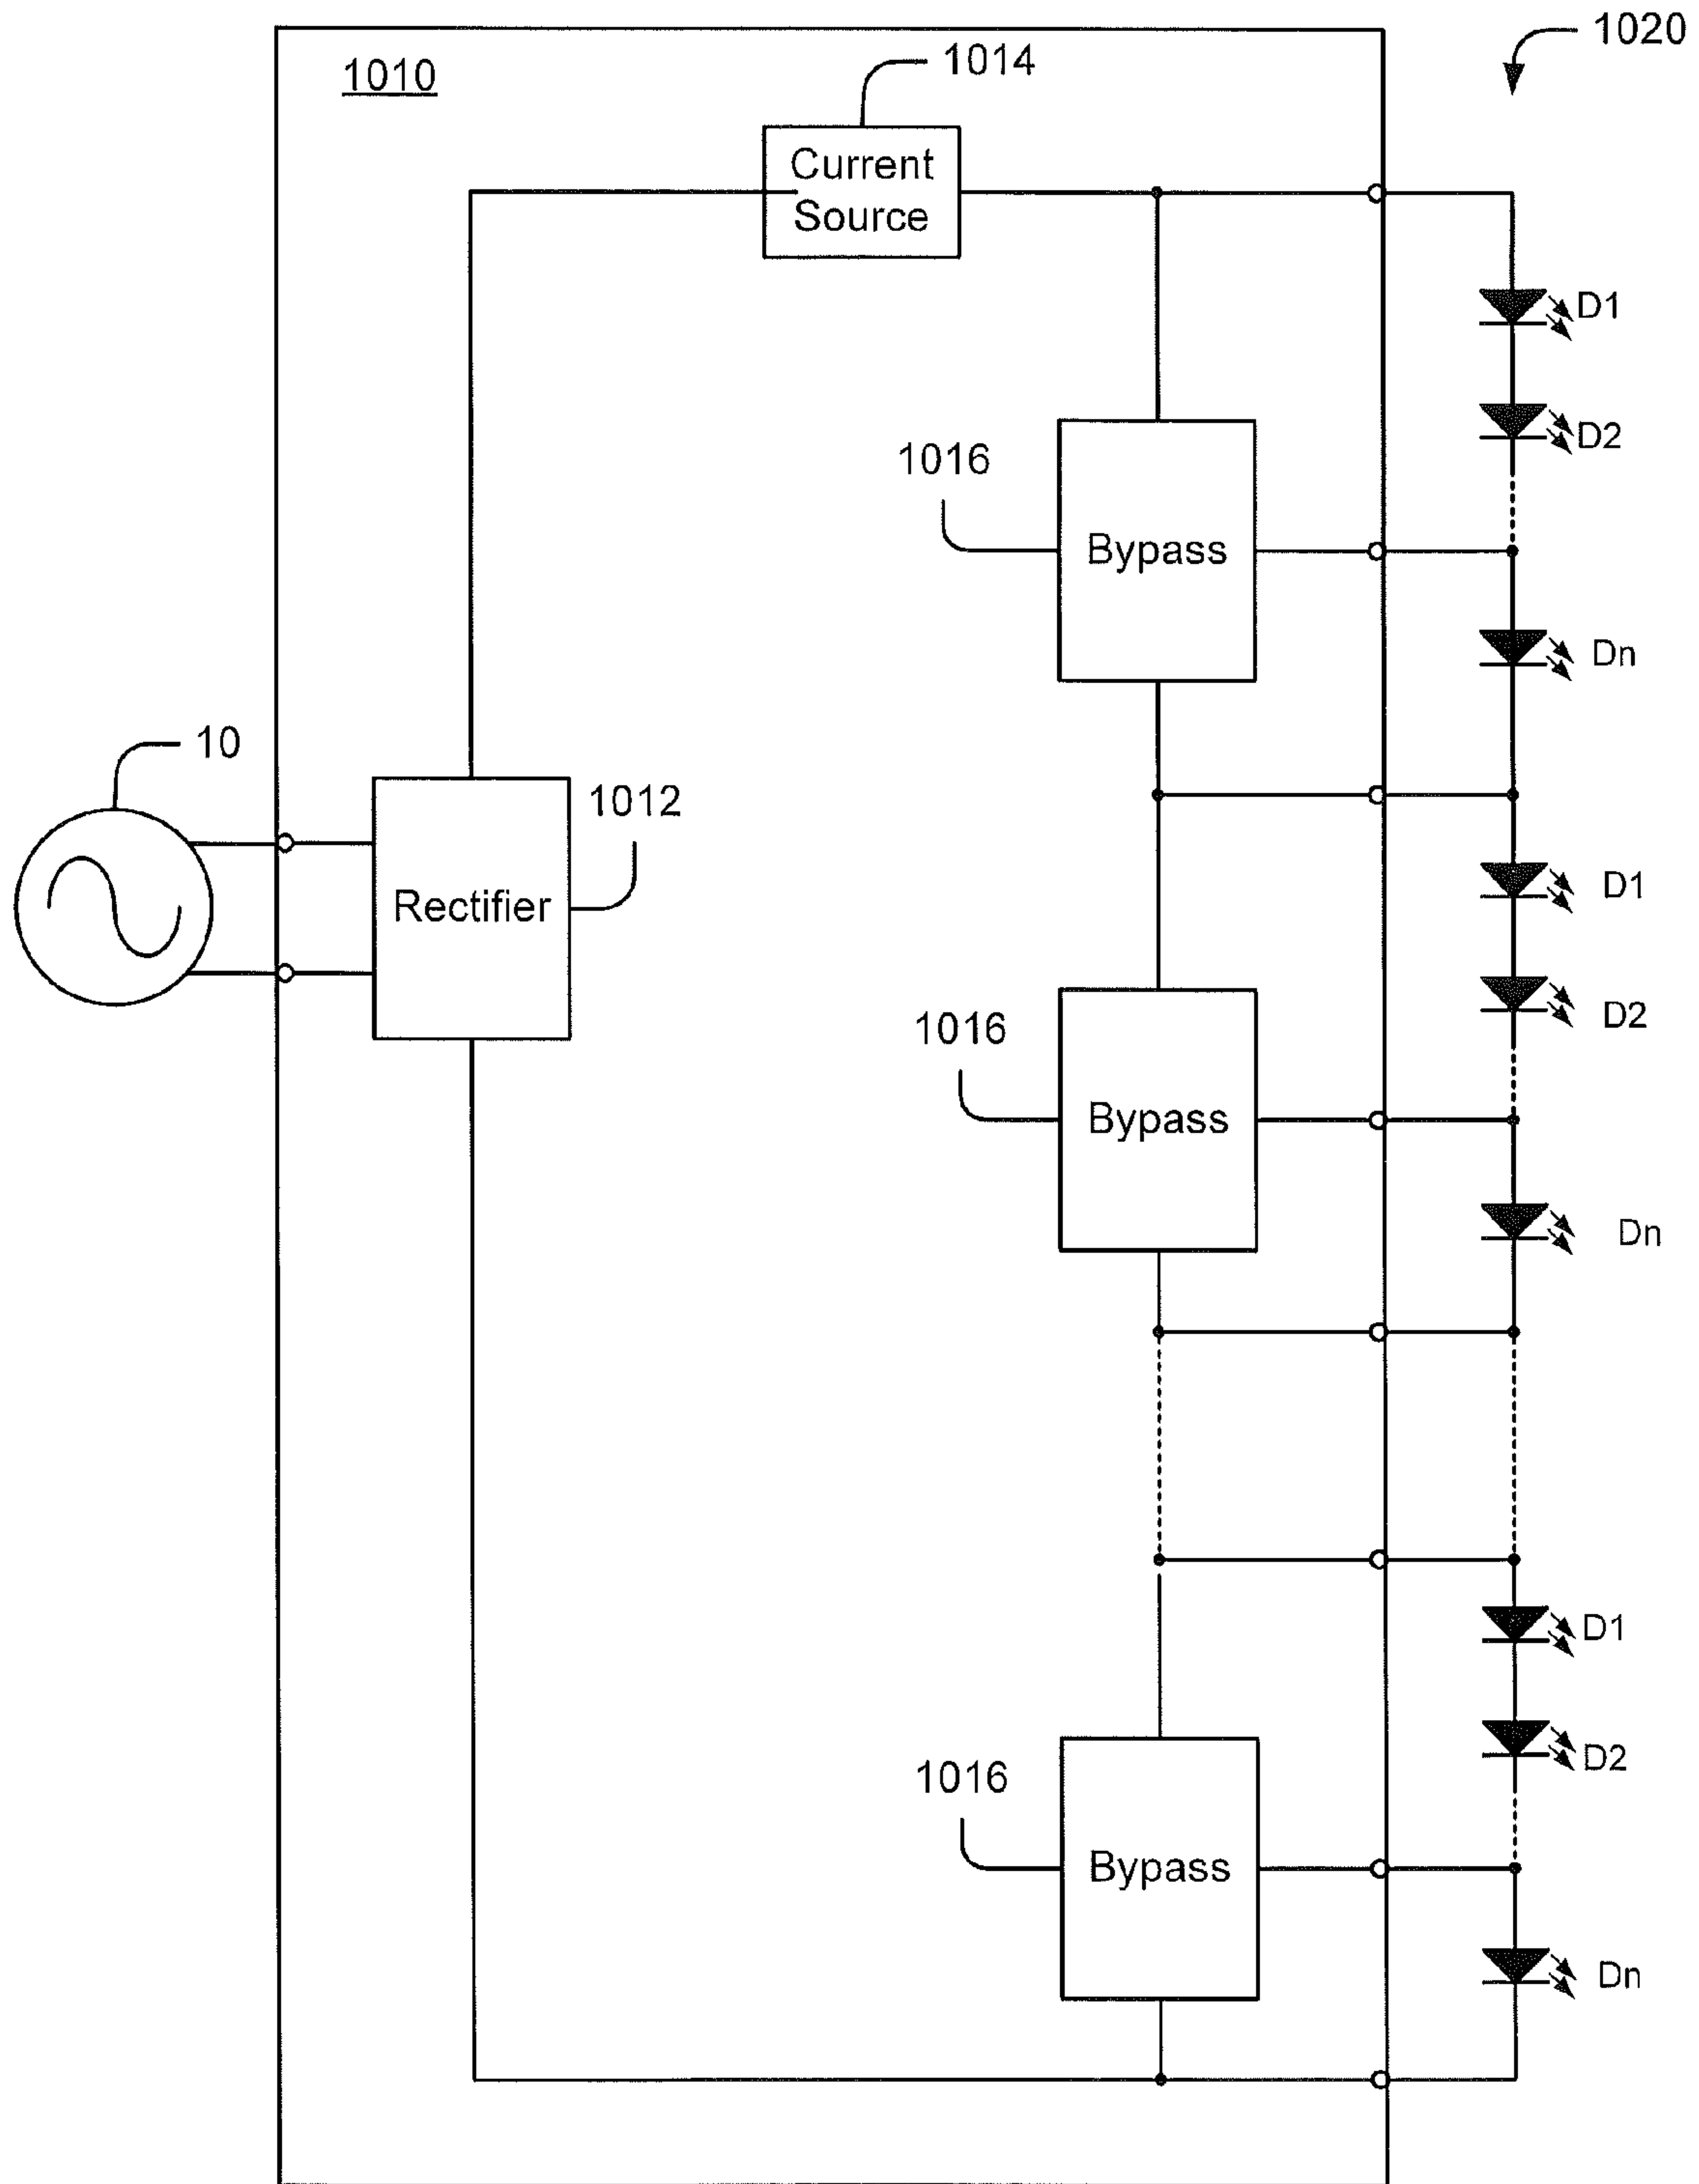 1020
1010
1014
Current
Source
D1
D2
1016
Bypass
Dn
10
1012
Rectifier
D1
D2
1016
Bypass
Dn
D1
D2
1016
Bypass
Dn